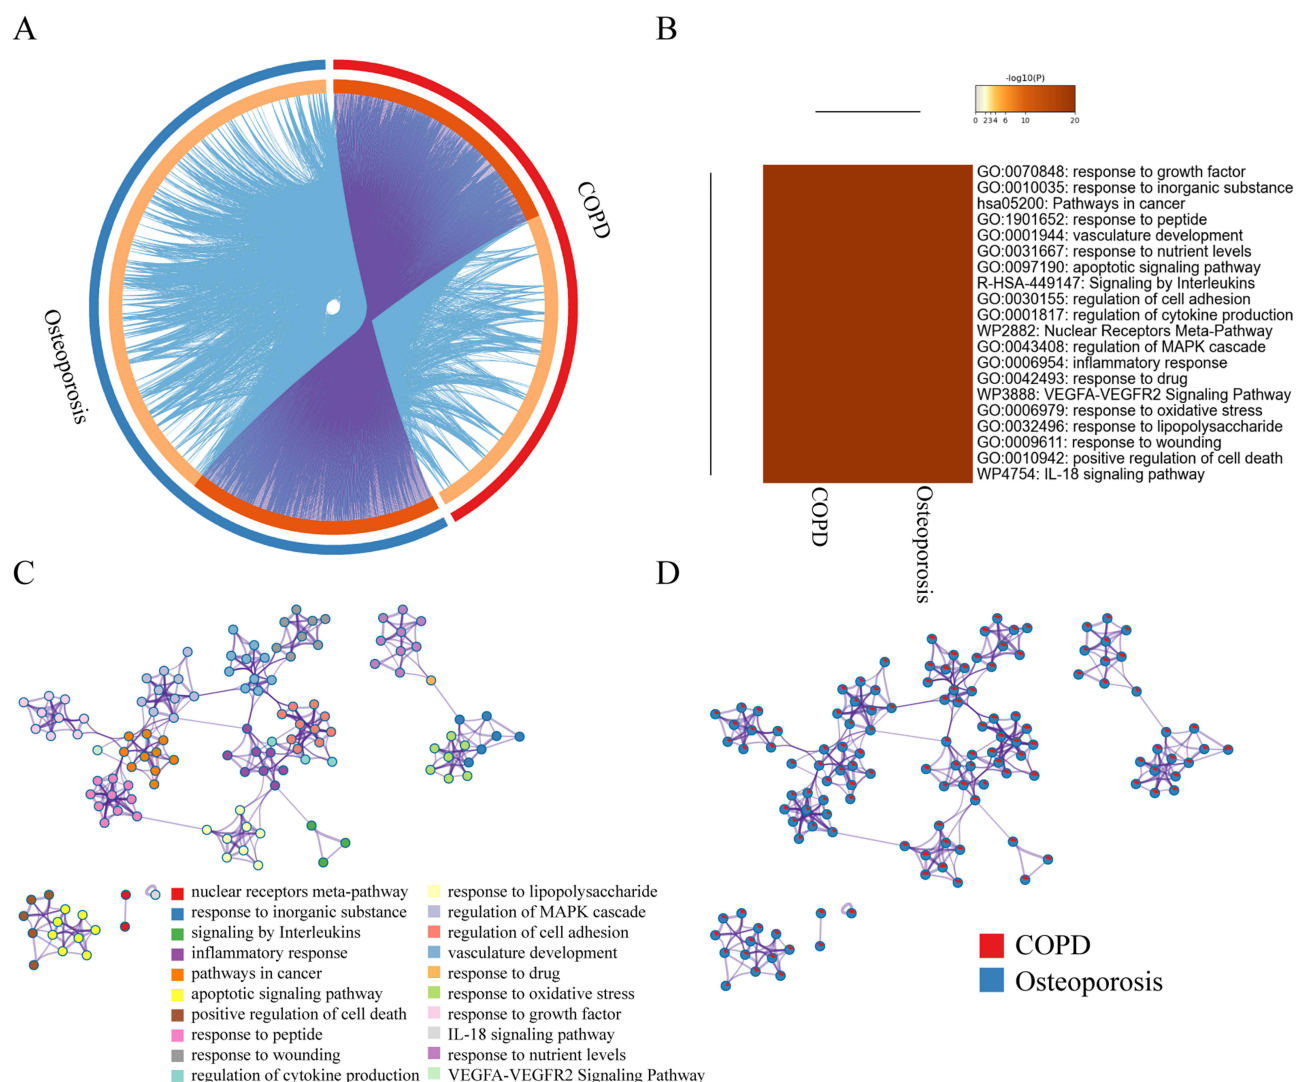 A
B
COPD
Osteoporosis
-log10(P)
0 2 3 4 6 10 20
GO:0070848: response to growth factor
GO:0010035: response to inorganic substance
hsa05200: Pathways in cancer
GO:1901652: response to peptide
GO:0001944: vasculature development
GO:0031667: response to nutrient levels
GO:0097190: apoptotic signaling pathway
R-HSA-449147: Signaling by Interleukins
GO:0030155: regulation of cell adhesion
GO:0001817: regulation of cytokine production
WP2882: Nuclear Receptors Meta-Pathway
GO:0043408: regulation of MAPK cascade
GO:0006954: inflammatory response
GO:0042493: response to drug
WP3888: VEGFA-VEGFR2 Signaling Pathway
GO:0006979: response to oxidative stress
GO:0032496: response to lipopolysaccharide
GO:0009611: response to wounding
GO:0010942: positive regulation of cell death
WP4754: IL-18 signaling pathway
COPD
Osteoporosis
C
D
nuclear receptors meta-pathway
response to inorganic substance
signaling by Interleukins
inflammatory response
pathways in cancer
apoptotic signaling pathway
positive regulation of cell death
response to peptide
response to wounding
regulation of cytokine production
response to lipopolysaccharide
regulation of MAPK cascade
regulation of cell adhesion
vasculature development
response to drug
response to oxidative stress
response to growth factor
IL-18 signaling pathway
response to nutrient levels
VEGFA-VEGFR2 Signaling Pathway
COPD
Osteoporosis